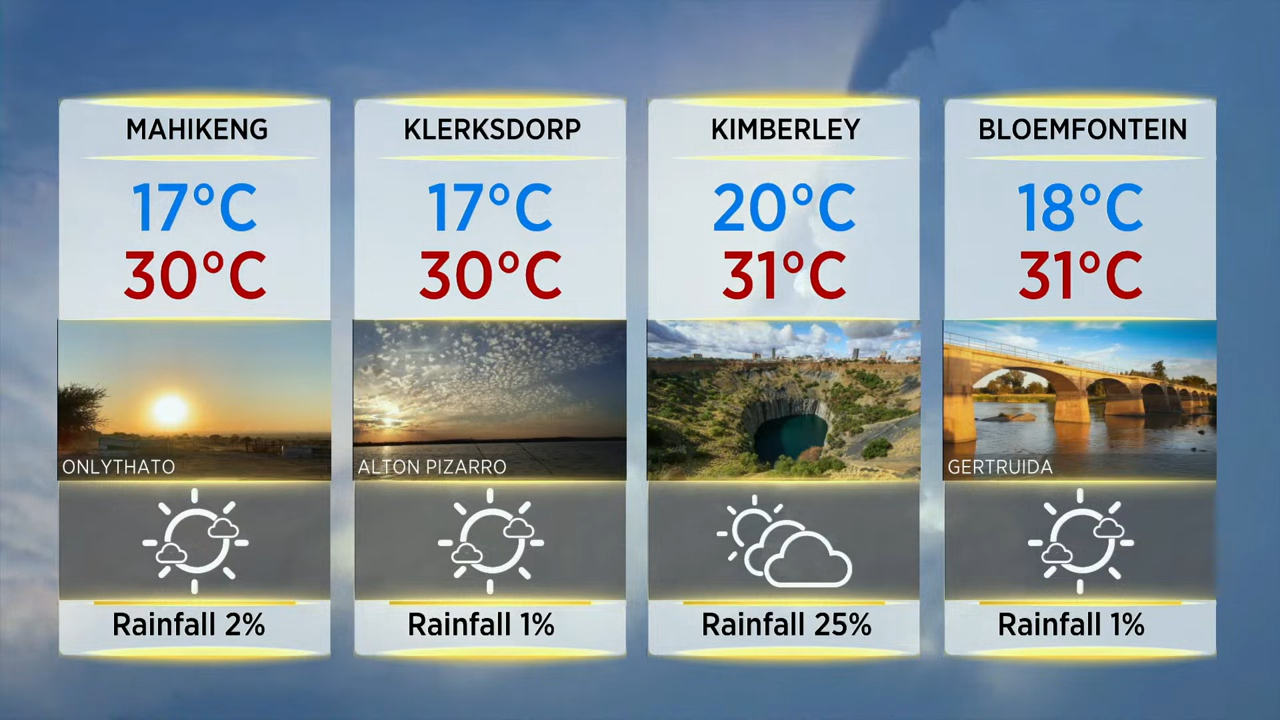 MAHIKENG
17°C
30°C
ONLYTHATO
Rainfall 2%
KLERKSDORP
17°C
30°C
ALTON PIZARRO
Rainfall 1%
KIMBERLEY
20°C
31°C
Rainfall 25%
BLOEMFONTEIN
18°C
31°C
GERTRUIDA
Rainfall 1%